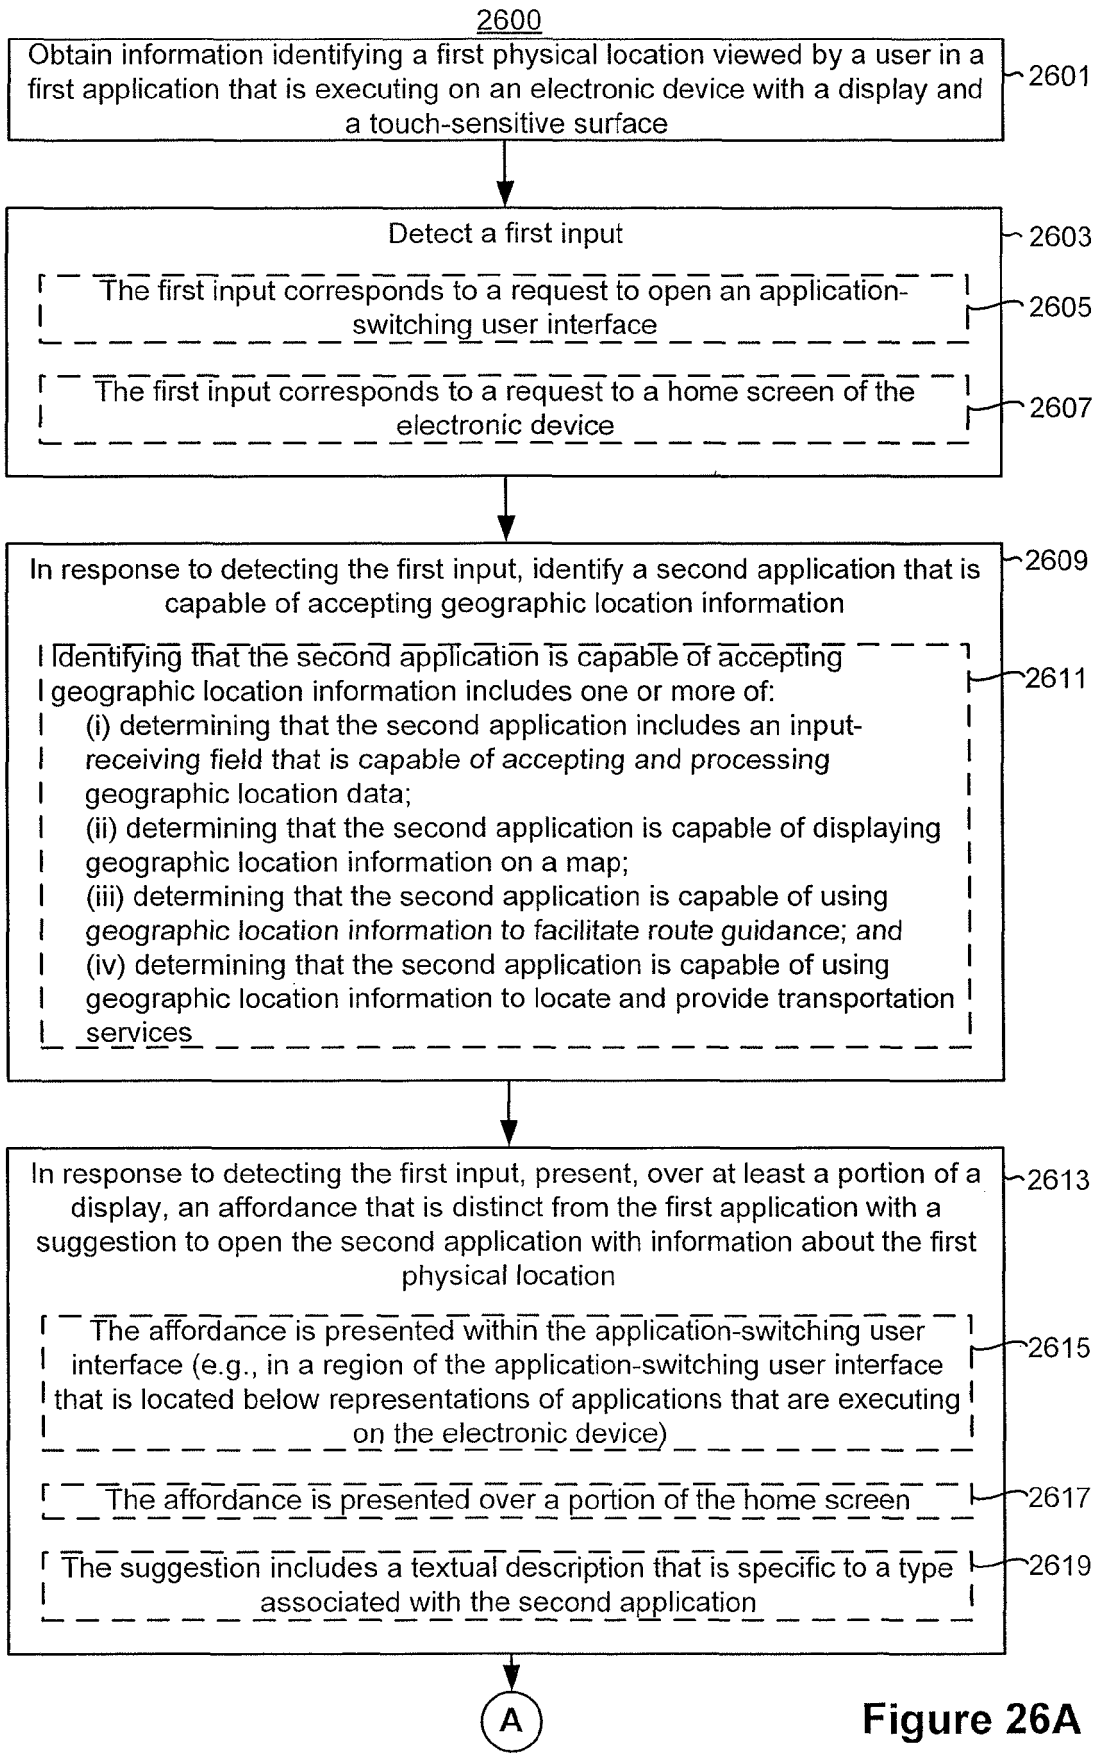 2600
Obtain information identifying a first physical location viewed by a user in a
first application that is executing on an electronic device with a display and
a touch-sensitive surface
2601
Detect a first input
2603
The first input corresponds to a request to open an application-
switching user interface
2605
The first input corresponds to a request to a home screen of the
electronic device
2607
In response to detecting the first input, identify a second application that is
capable of accepting geographic location information
2609
Identifying that the second application is capable of accepting
geographic location information includes one or more of:
(i) determining that the second application includes an input-
receiving field that is capable of accepting and processing
geographic location data;
(ii) determining that the second application is capable of displaying
geographic location information on a map;
(iii) determining that the second application is capable of using
geographic location information to facilitate route guidance; and
(iv) determining that the second application is capable of using
geographic location information to locate and provide transportation
services
2611
In response to detecting the first input, present, over at least a portion of a
display, an affordance that is distinct from the first application with a
suggestion to open the second application with information about the first
physical location
2613
The affordance is presented within the application-switching user
interface (e.g., in a region of the application-switching user interface
that is located below representations of applications that are executing
on the electronic device)
2615
The affordance is presented over a portion of the home screen
2617
The suggestion includes a textual description that is specific to a type
associated with the second application
2619
A
Figure 26A